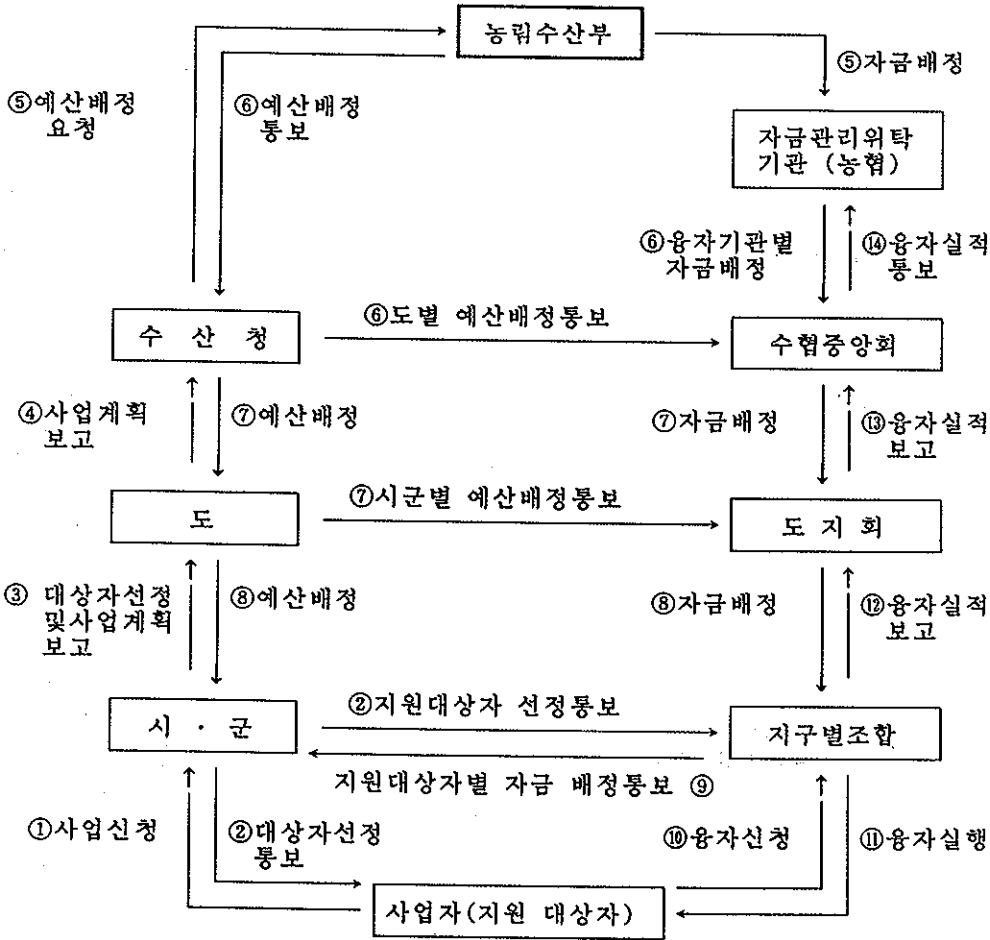 농림수산부
⑤자금배정
⑤예산배정
요청
⑥예산배정
통보
자금관리위탁
기관 (농협)
⑥융자기관별
자금배정
⑭융자실적
통보
⑥도별 예산배정통보
수 산 청
수협중앙회
④사업계획
보고
⑦예산배정
⑦자금배정
⑬융자실적
보고
⑦시군별 예산배정통보
도
도 지 회
③ 대상자선정
및사업계획
보고
⑧예산배정
⑧자금배정
⑫융자실적
보고
②지원대상자 선정통보
시 · 군
지구별조합
지원대상자별 자금 배정통보 ⑨
①사업신청
②대상자선정
통보
⑩융자신청
⑪융자실행
사업자(지원 대상자)